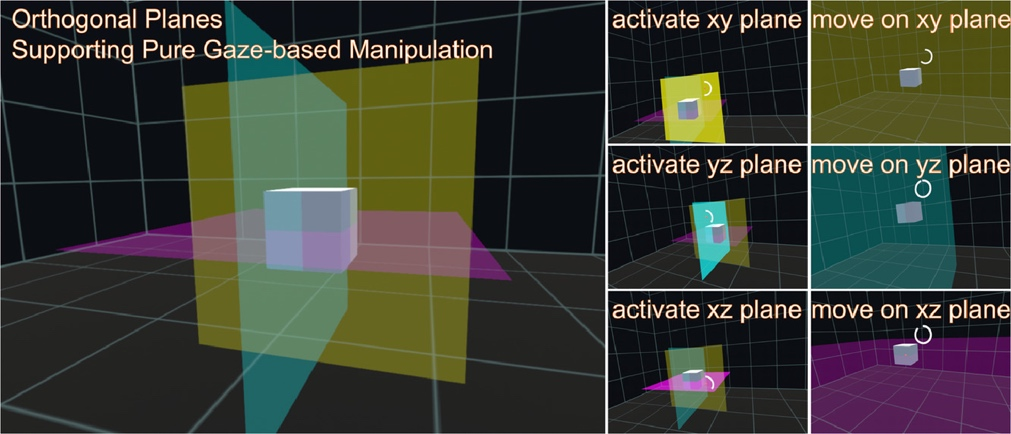 Orthogonal Planes
Supporting Pure Gaze-based Manipulation
activate xy plane
move on xy plane
activate yz plane
move on yz plane
activate xz plane
move on xz plane